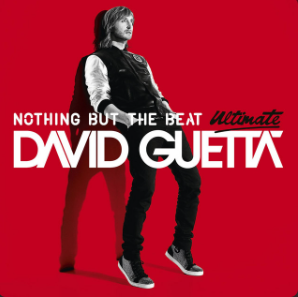 NOTHING BUT THE BEAT Ultimate
DAVID GUETTA